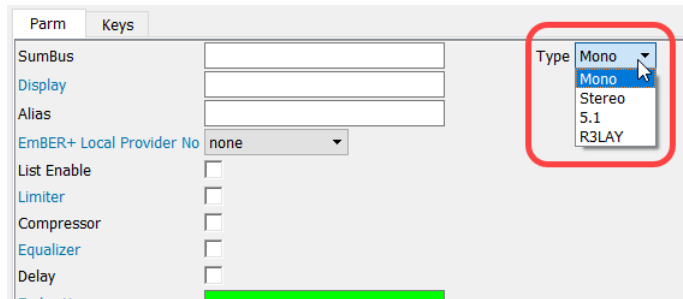 Parm Keys
SumBus
Type Mono
Mono
Stereo
5.1
R3LAY
Display
Alias
EmBER+ Local Provider No none
List Enable
Limiter
Compressor
Equalizer
Delay